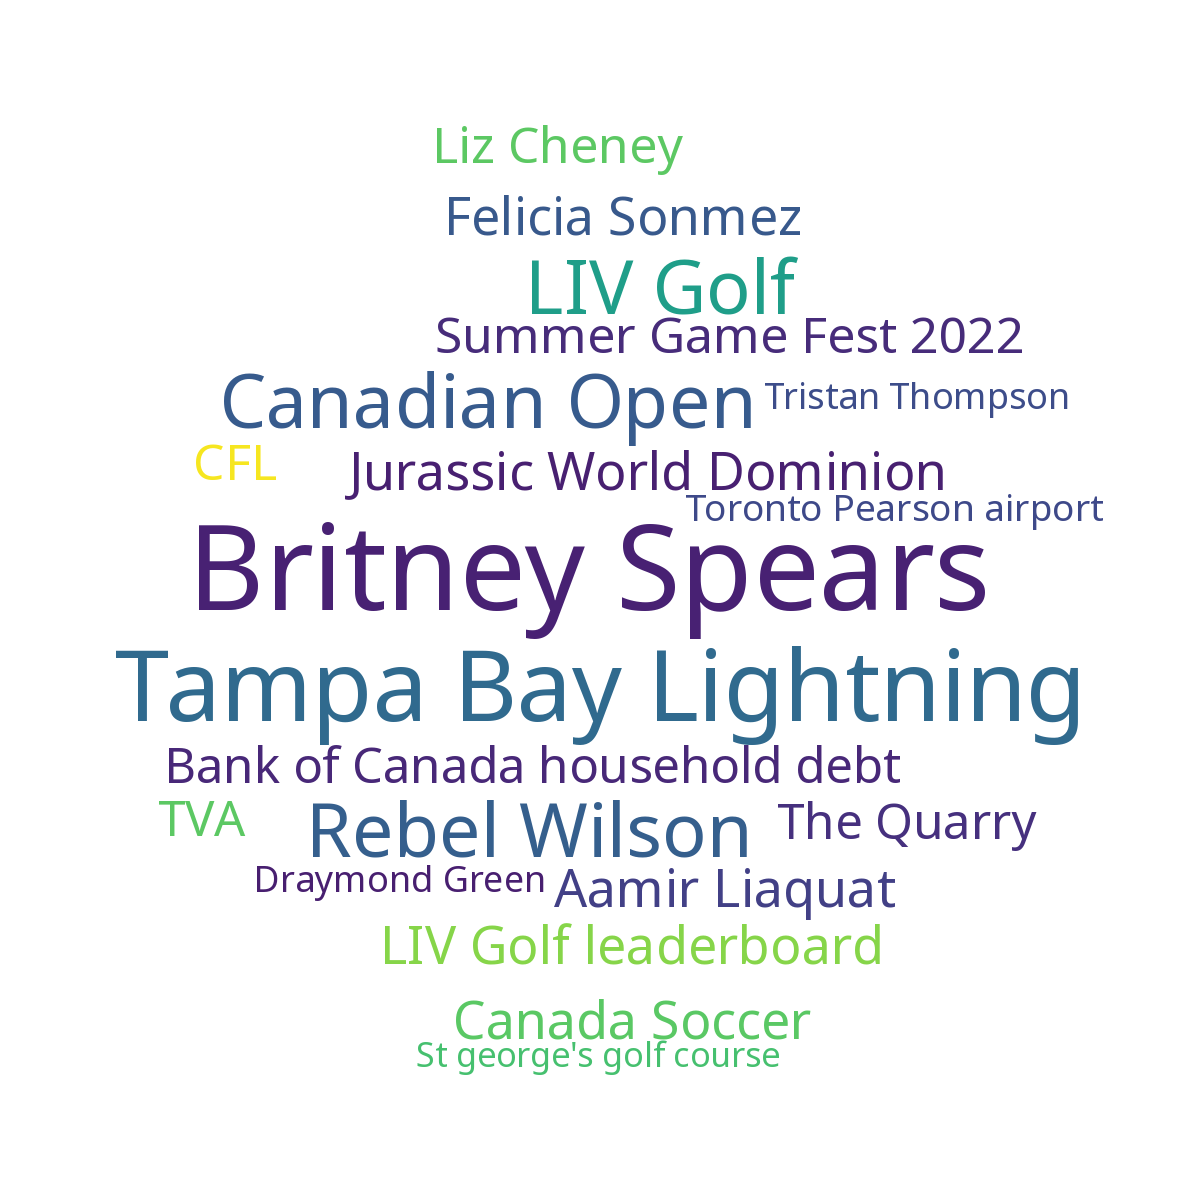 Liz Cheney
Felicia Sonmez
LIV Golf
Summer Game Fest 2022
Canadian Open
Tristan Thompson
CFL
Jurassic World Dominion
Toronto Pearson airport
Britney Spears
Tampa Bay Lightning
Bank of Canada household debt
TVA
Rebel Wilson
The Quarry
Draymond Green
Aamir Liaquat
LIV Golf leaderboard
Canada Soccer
St george's golf course